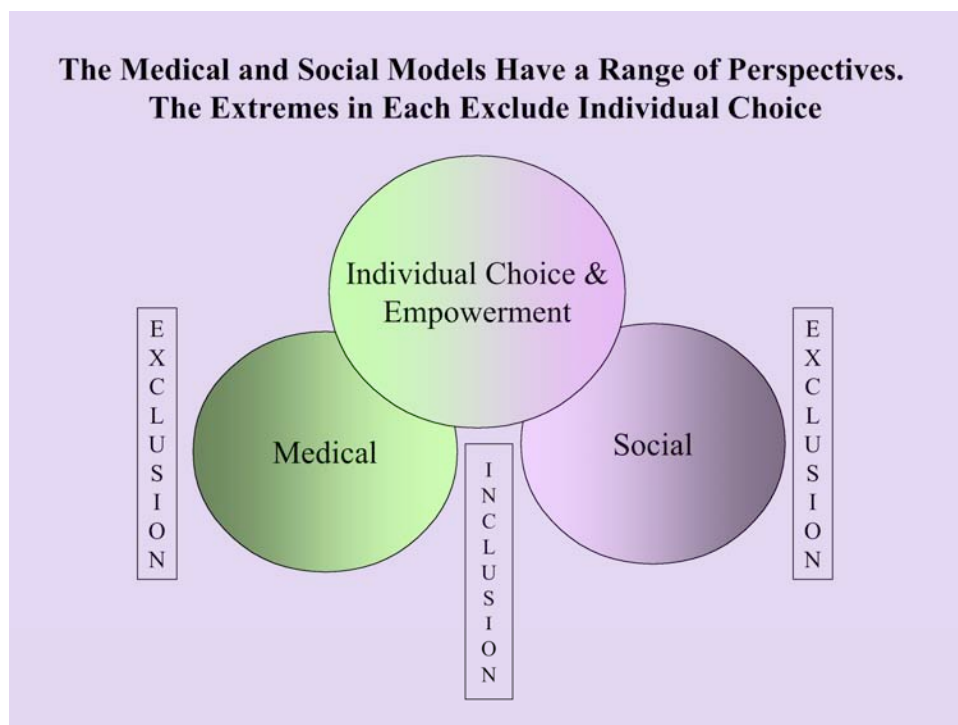 The Medical and Social Models Have a Range of Perspectives.
The Extremes in Each Exclude Individual Choice
Individual Choice &
Empowerment
EXCLUSION
Medical
INCLUSION
Social
EXCLUSION